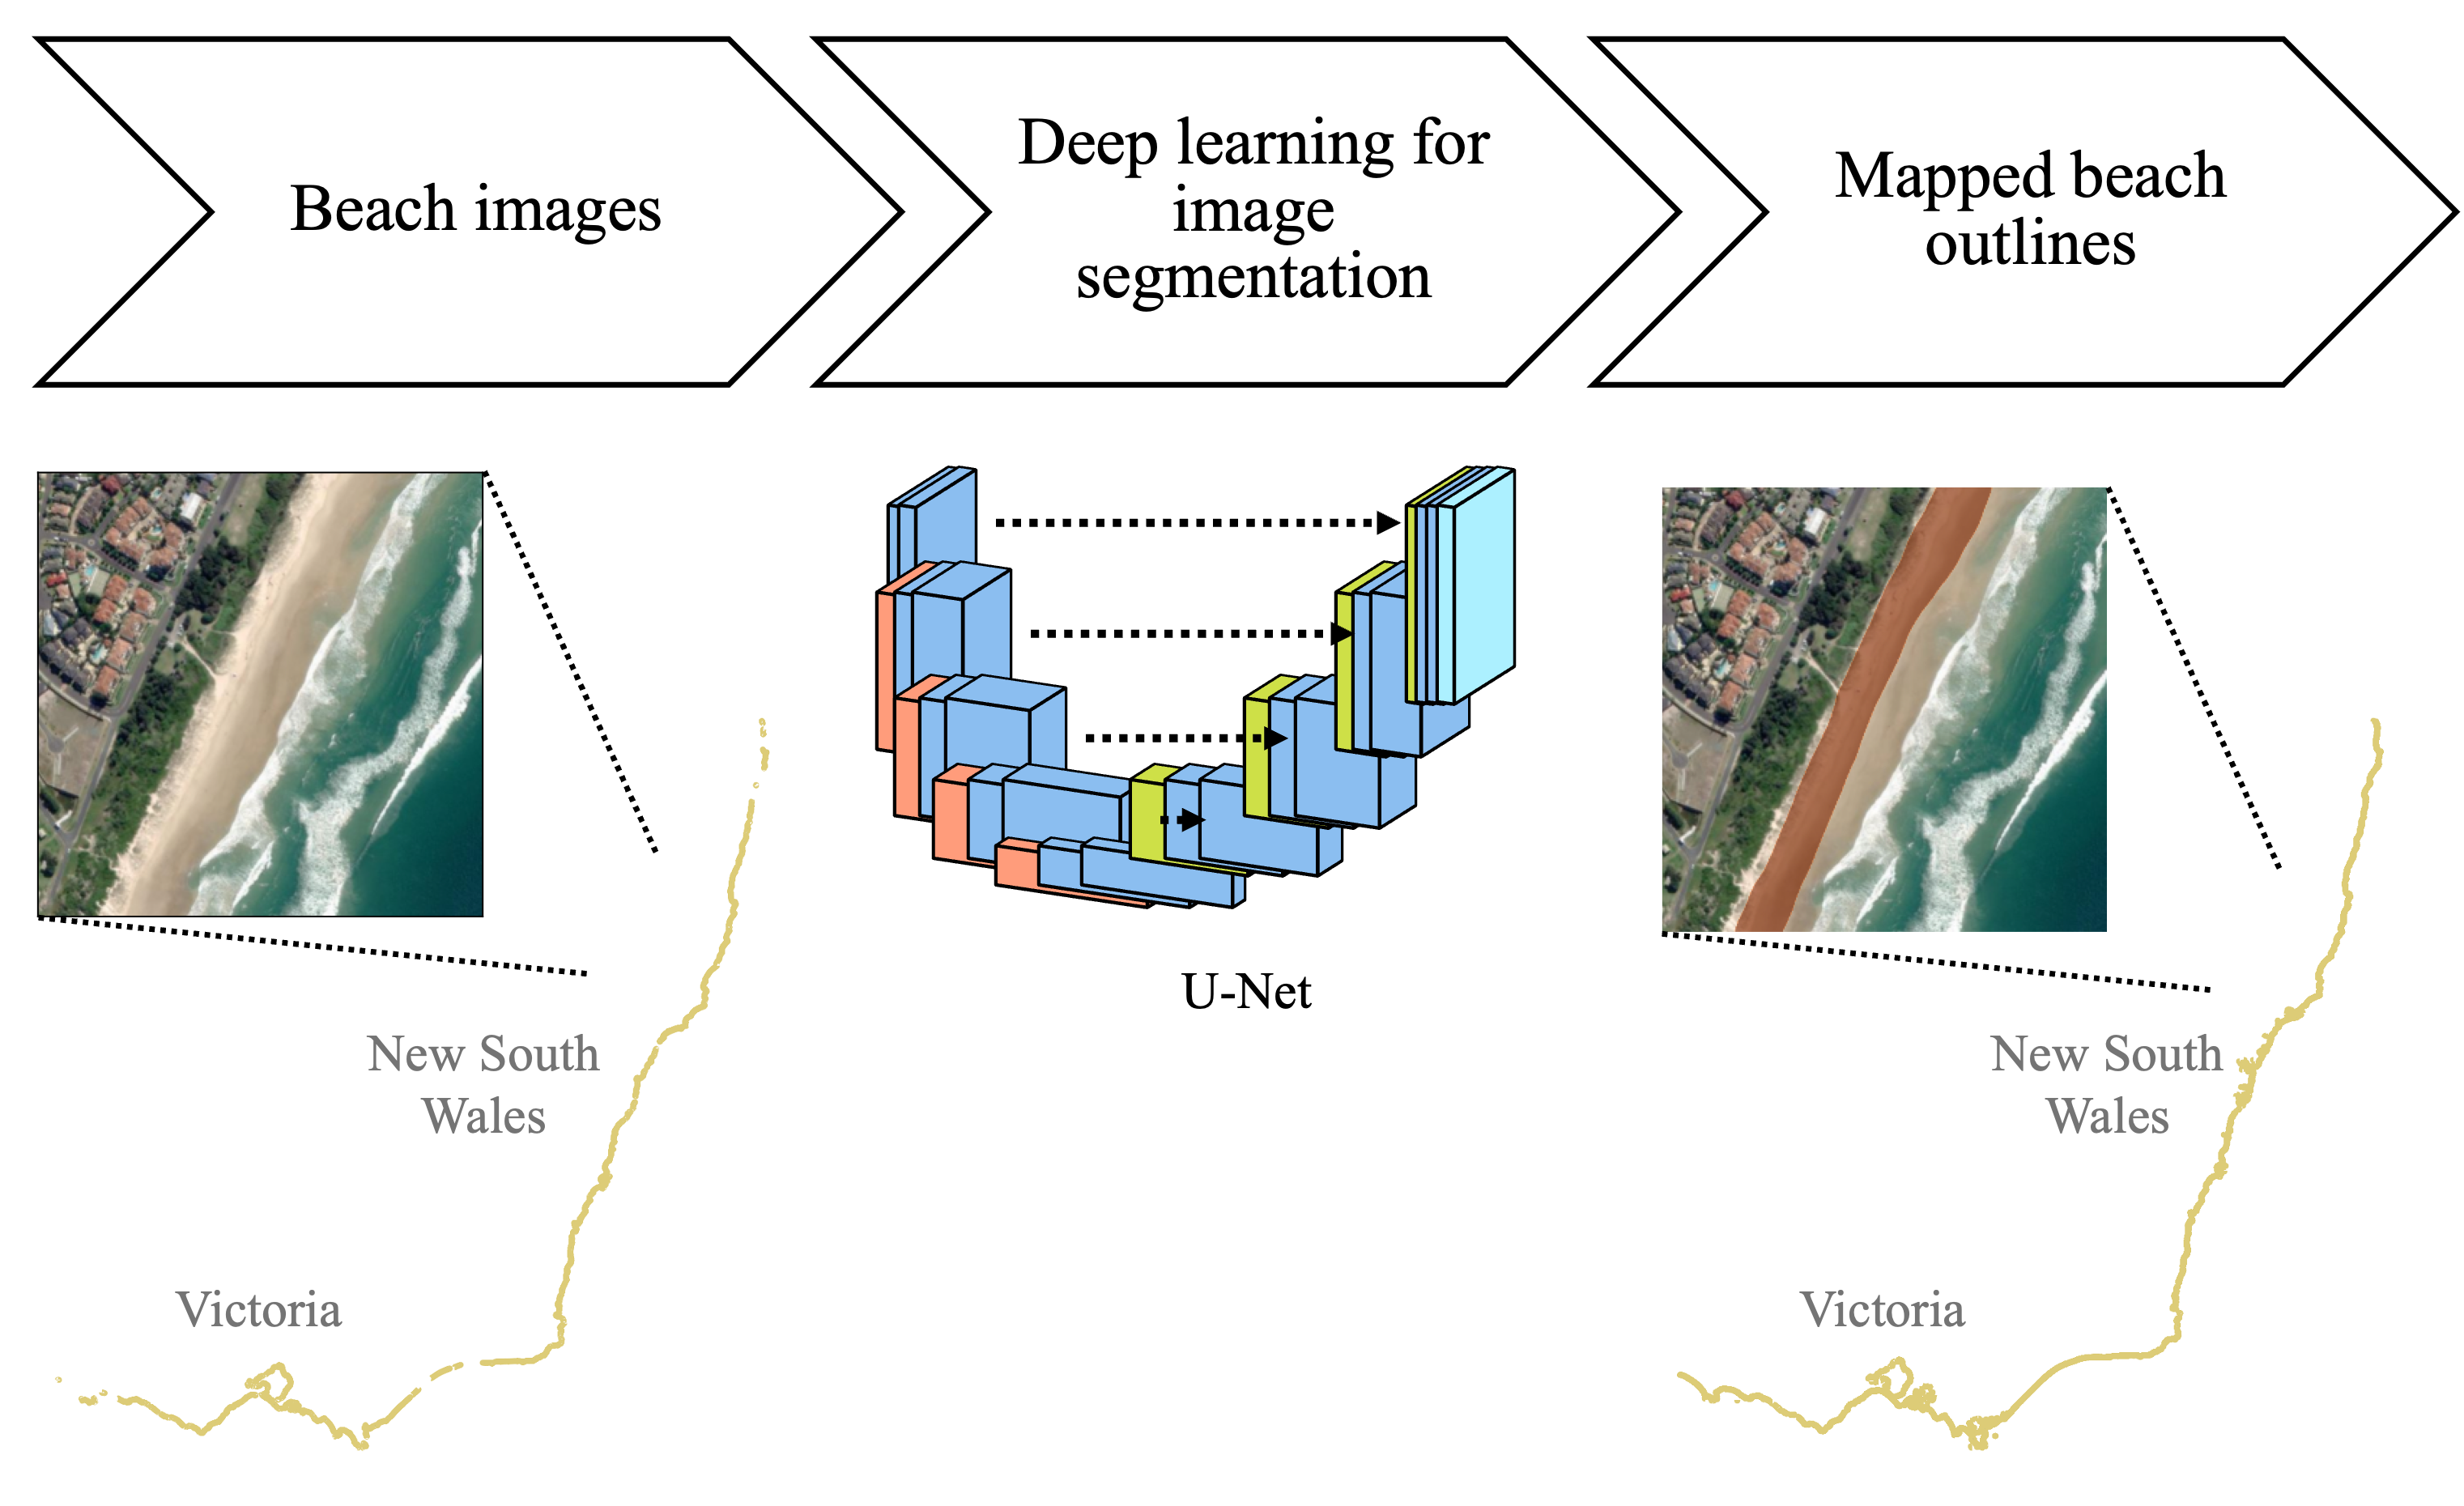 Beach images
Deep learning for
image
segmentation
Mapped beach
outlines
U-Net
New South
Wales
Victoria
New South
Wales
Victoria